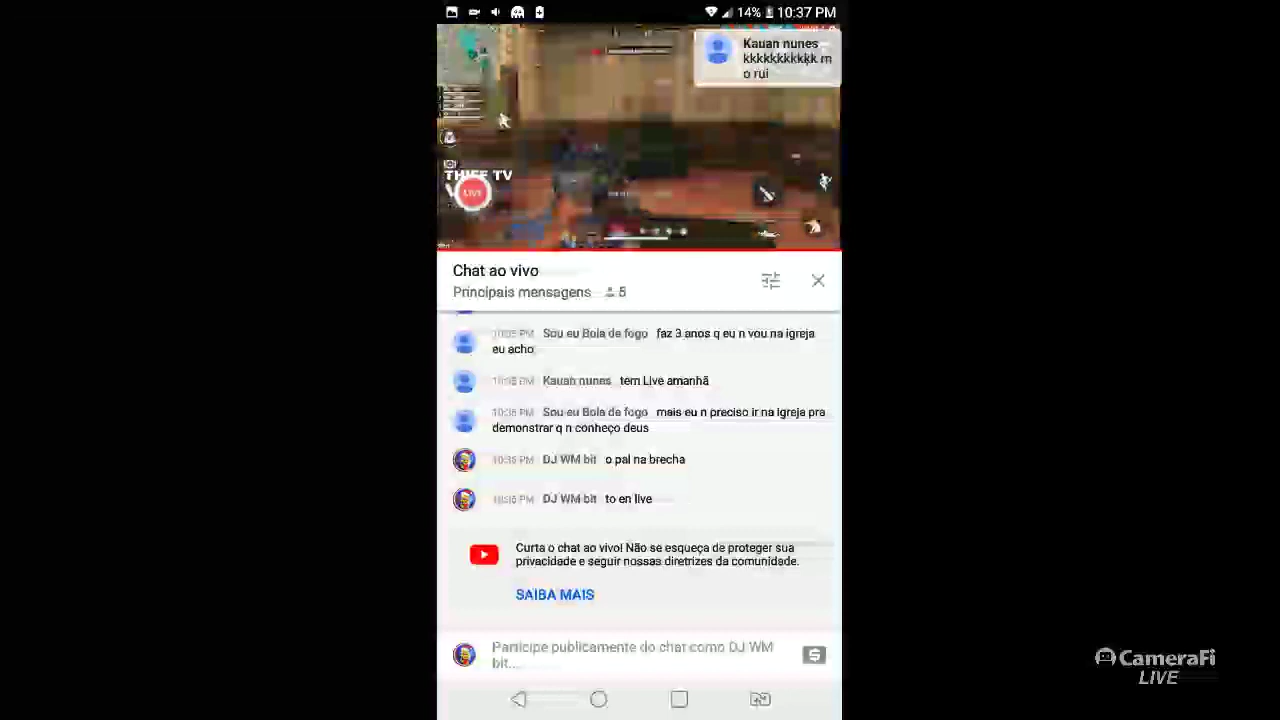 14% 10:37 PM
Kauan nunes
kkkkkkkkkkk m
o rui
THIEF TV
LIVE
Chat ao vivo
Principais mensagens 5
Sou eu Bola de fogo faz 3 anos q eu n vou na igreja
eu acho
Kauan nunes tem Live amanhã
Sou eu Bola de fogo mais eu n preciso ir na igreja pra
demonstrar q n conheço deus
DJ WM bit o pal na brecha
DJ WM bit to en live
Curta o chat ao vivo! Não se esqueça de proteger sua
privacidade e seguir nossas diretrizes da comunidade.
SAIBA MAIS
Participe publicamente do chat como DJ WM
bit...
CameraFi
LIVE